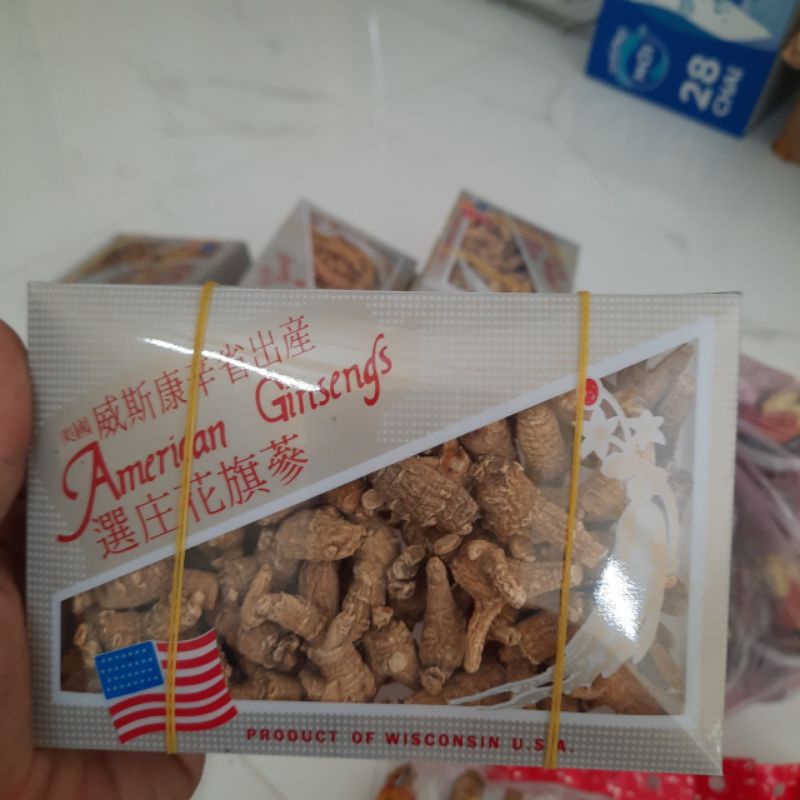 28
CHAI
美國 威斯康辛省出產
American Ginsengs
選庄花旗蔘
PRODUCT OF WISCONSIN U.S.A.